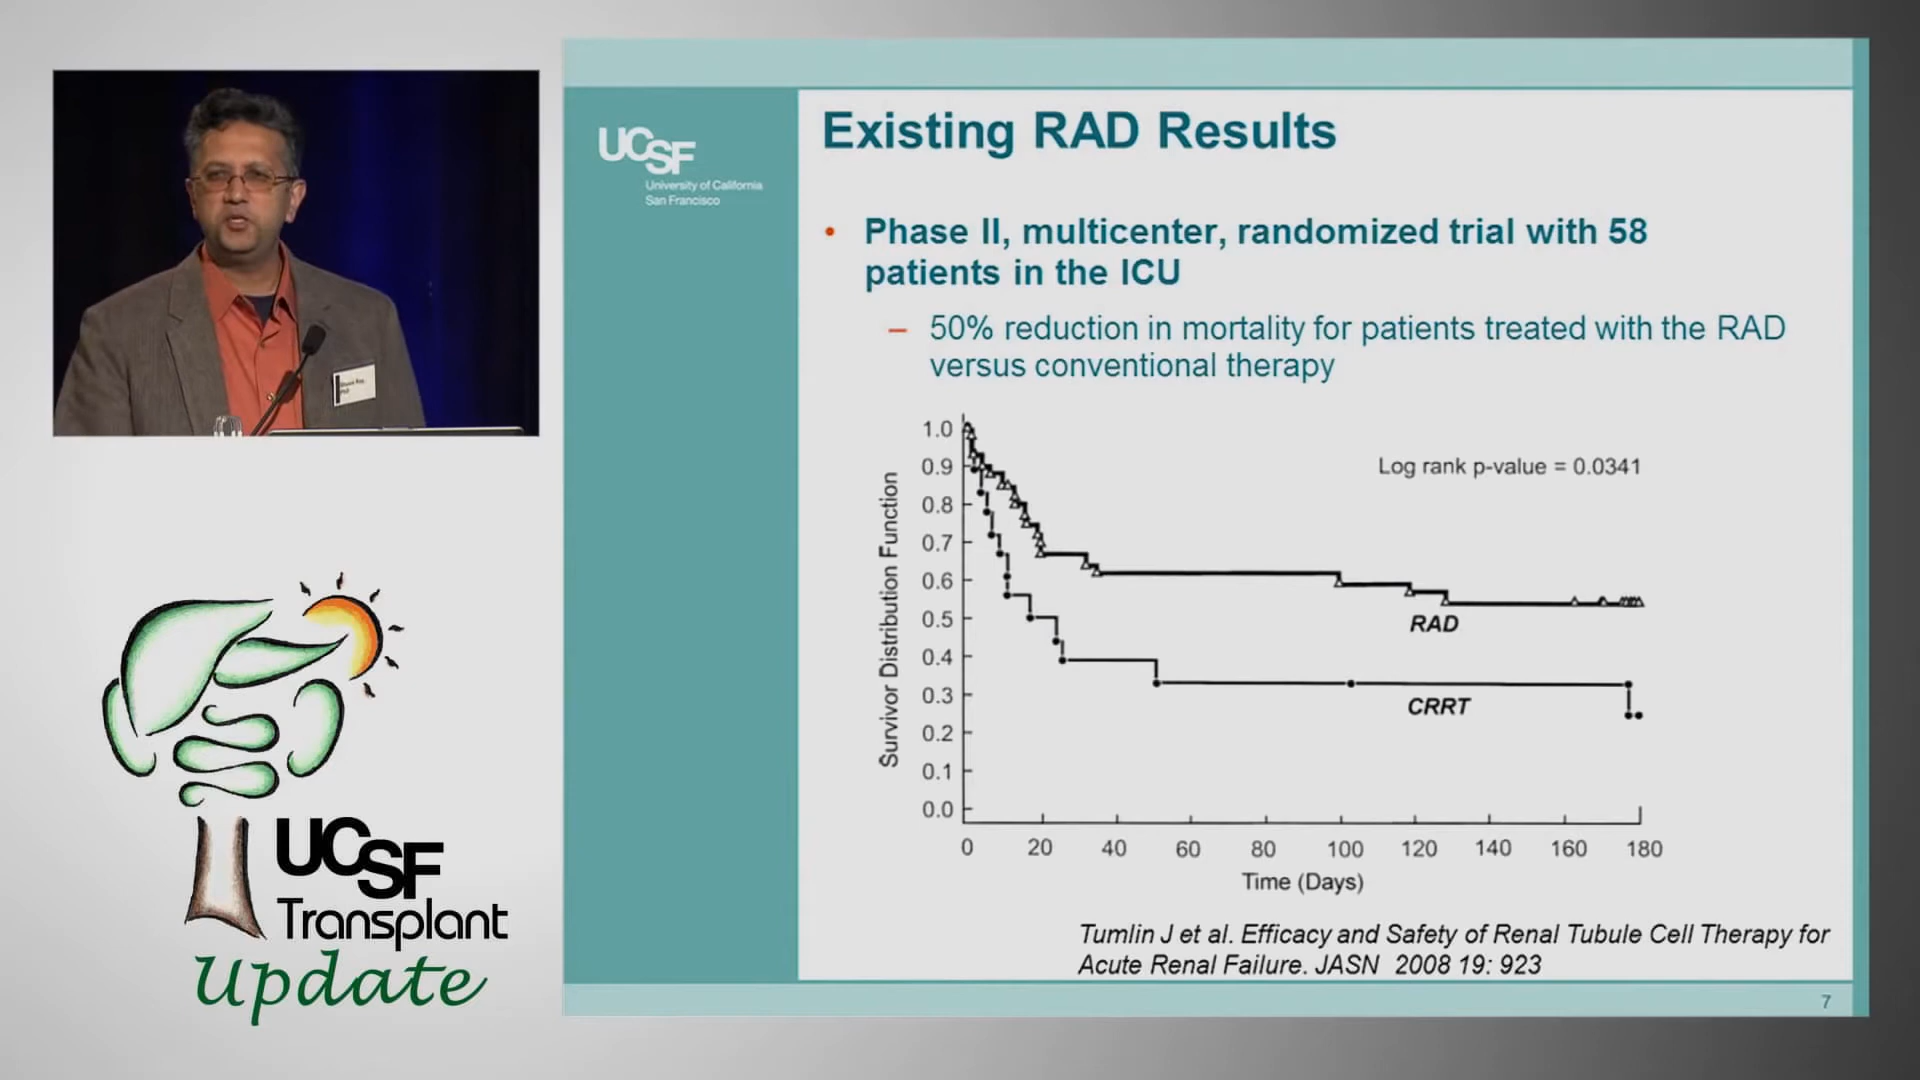 UCSF
University of California
San Francisco
Existing RAD Results
• Phase II, multicenter, randomized trial with 58
patients in the ICU
– 50% reduction in mortality for patients treated with the RAD
versus conventional therapy
Log rank p-value = 0.0341
Survivor Distribution Function
1.0
0.9
0.8
0.7
0.6
0.5
0.4
0.3
0.2
0.1
0.0
RAD
CRRT
0 20 40 60 80 100 120 140 160 180
Time (Days)
Tumlin J et al. Efficacy and Safety of Renal Tubule Cell Therapy for
Acute Renal Failure. JASN 2008 19: 923
7
UCSF
Transplant
Update